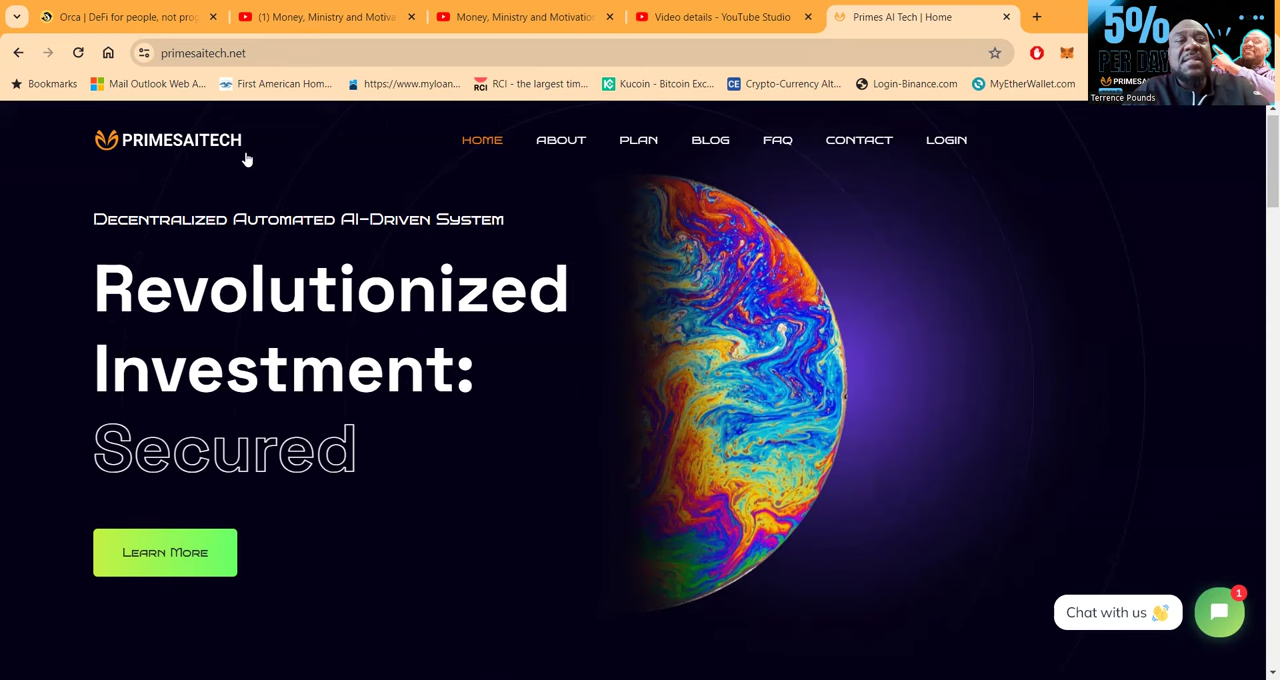 Orca | DeFi for people, not prog
(1) Money, Ministry and Motiva
Money, Ministry and Motivation
Video details - YouTube Studio
Primes AI Tech | Home
primesaitech.net
Bookmarks
Mail Outlook Web A...
First American Hom...
https://www.myloan...
RCI - the largest tim...
Kucoin - Bitcoin Exc...
Crypto-Currency Alt...
Login-Binance.com
MyEtherWallet.com
5%
PER DAY
PRIMESAI
Terrence Pounds
PRIMESAITECH
HOME
ABOUT
PLAN
BLOG
FAQ
CONTACT
LOGIN
Decentralized Automated AI-Driven System
Revolutionized
Investment:
Secured
Learn More
Chat with us
1